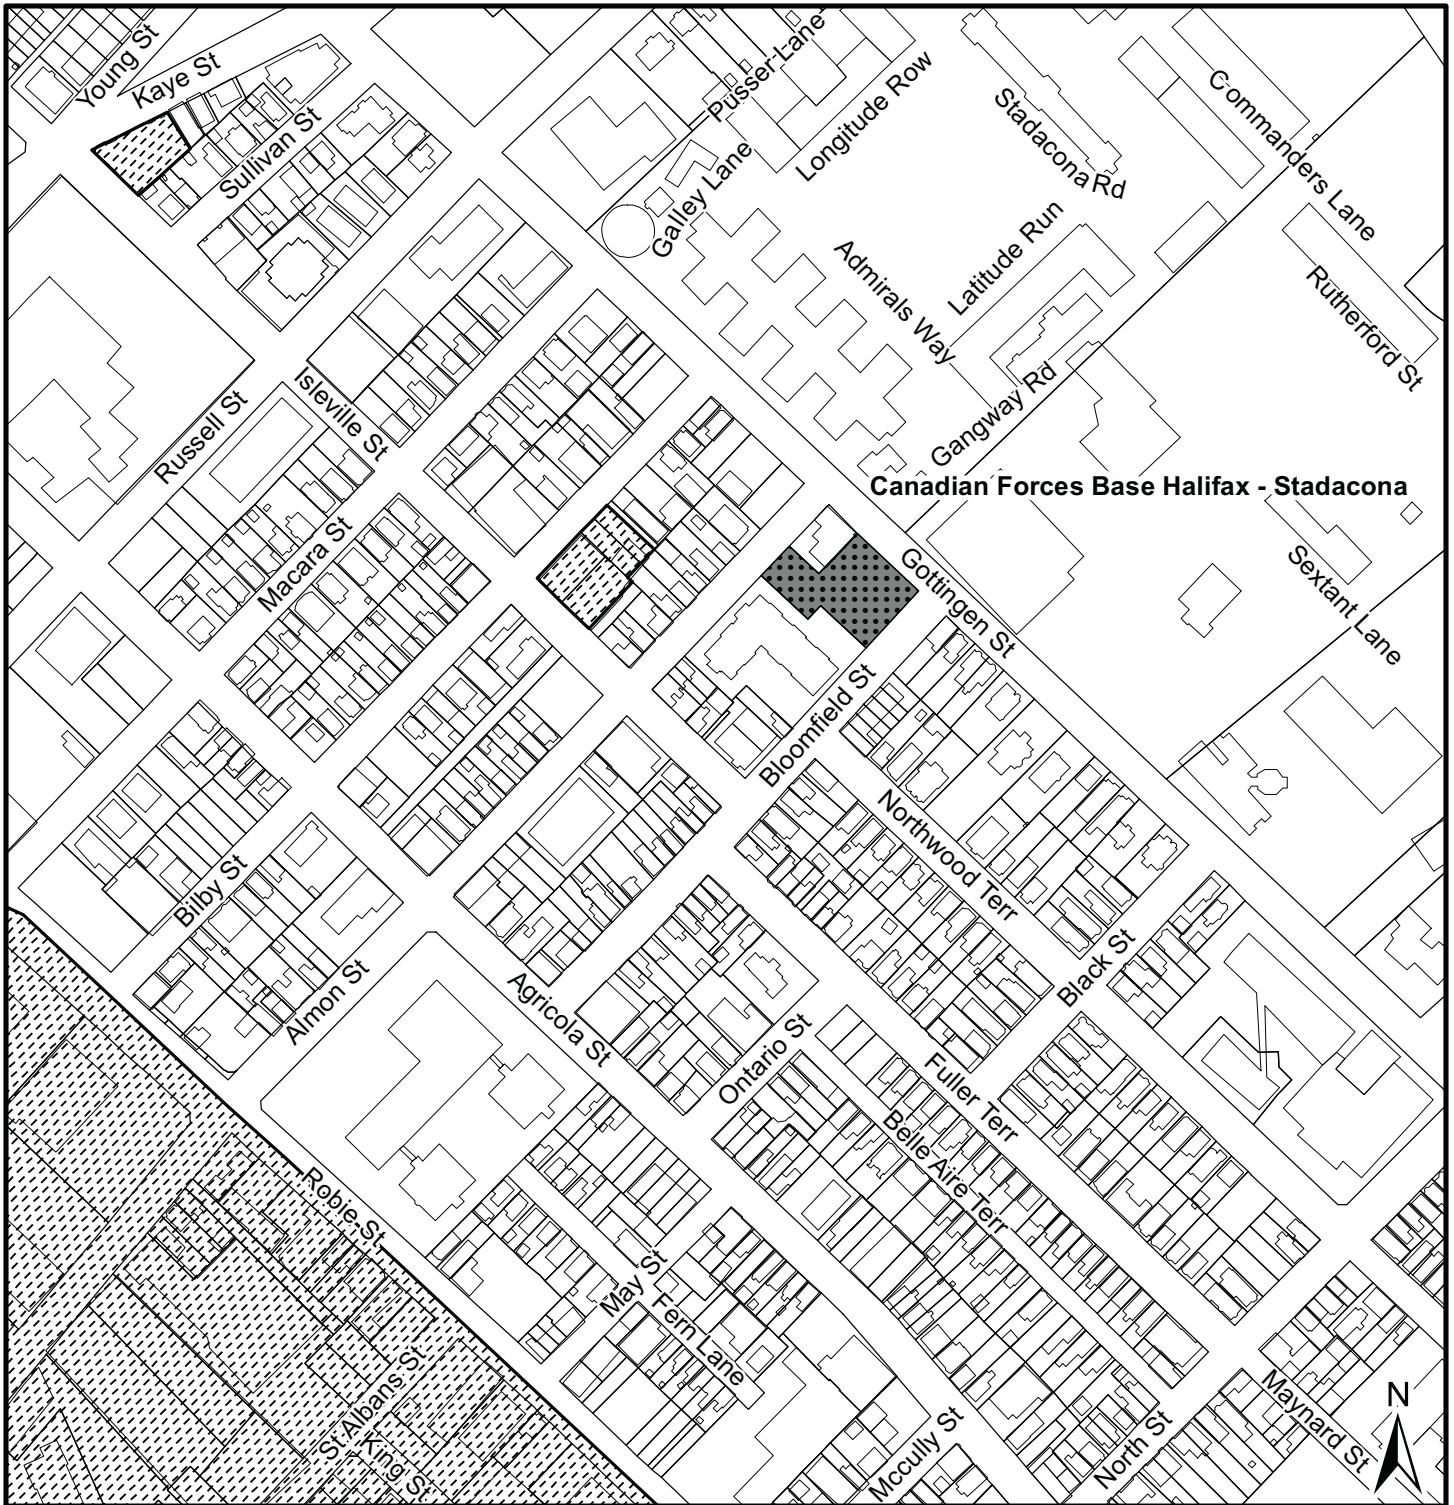 Young St
Kaye St
Sullivan St
Pusser Lane
Longitude Row
Galley Lane
Stadacona Rd
Commanders Lane
Latitude Run
Admirals Way
Rutherford St
Gangway Rd
Isleville St
Russell St
Canadian Forces Base Halifax - Stadacona
Macara St
Gottingen St
Sextant Lane
Bloomfield St
Northwood Terr
Bilby St
Almon St
Agricola St
Black St
Ontario St
Fuller Terr
Belle Aire Terr
Robie St
May St
Fern Lane
St Albans St
King St
Mccully St
North St
Maynard St
N